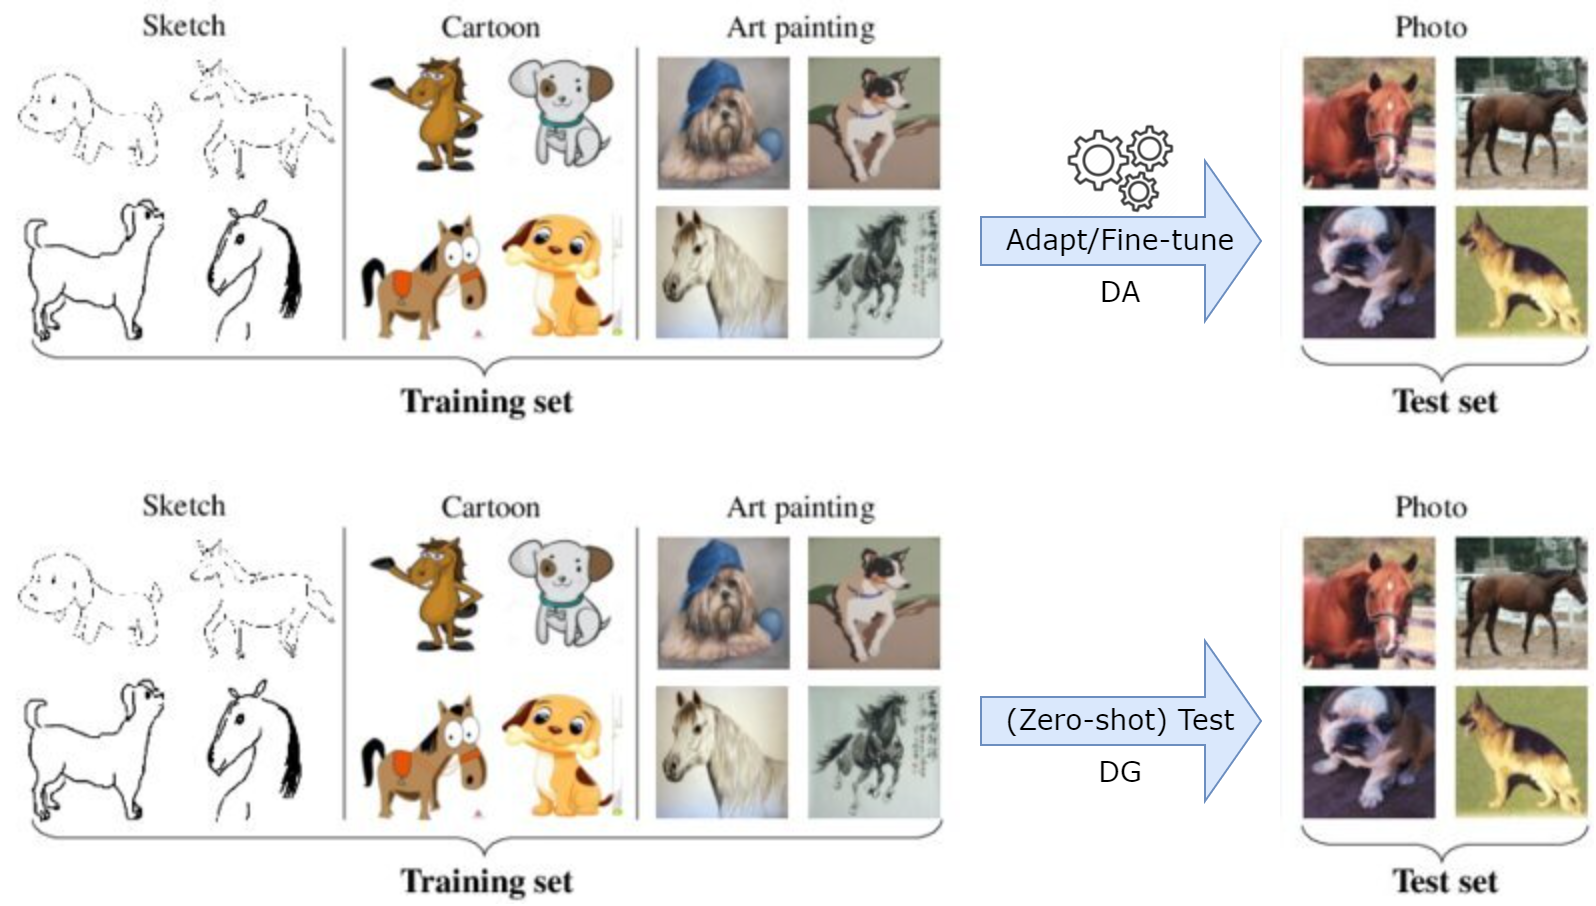 Sketch
Cartoon
Art painting
Photo
Adapt/Fine-tune
DA
Training set
Test set
Sketch
Cartoon
Art painting
Photo
(Zero-shot) Test
DG
Training set
Test set